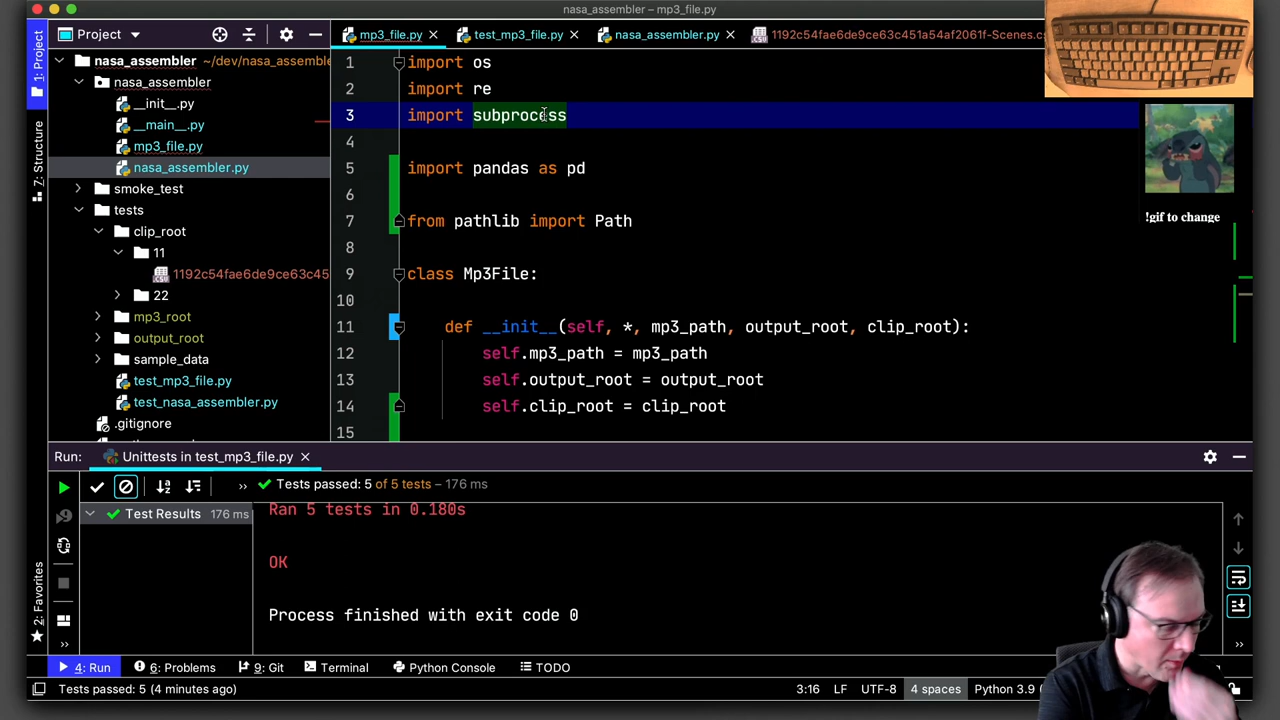 nasa_assembler – mp3_file.py
Project
mp3_file.py
test_mp3_file.py
nasa_assembler.py
1192c54fae6de9ce63c451a54af2061f-Scenes.cs
1: Project
7: Structure
2: Favorites
nasa_assembler ~/dev/nasa_assemble
nasa_assembler
__init__.py
__main__.py
mp3_file.py
nasa_assembler.py
smoke_test
tests
clip_root
11
1192c54fae6de9ce63c45
22
mp3_root
output_root
sample_data
test_mp3_file.py
test_nasa_assembler.py
.gitignore
1 import os
2 import re
3 import subprocess
4
5 import pandas as pd
6
7 from pathlib import Path
8
9 class Mp3File:
10
11 def __init__(self, *, mp3_path, output_root, clip_root):
12 self.mp3_path = mp3_path
13 self.output_root = output_root
14 self.clip_root = clip_root
15
!gif to change
Run: Unittests in test_mp3_file.py
Tests passed: 5 of 5 tests – 176 ms
Test Results 176 ms
Ran 5 tests in 0.180s
OK
Process finished with exit code 0
4: Run
6: Problems
9: Git
Terminal
Python Console
TODO
Tests passed: 5 (4 minutes ago)
3:16 LF UTF-8 4 spaces Python 3.9